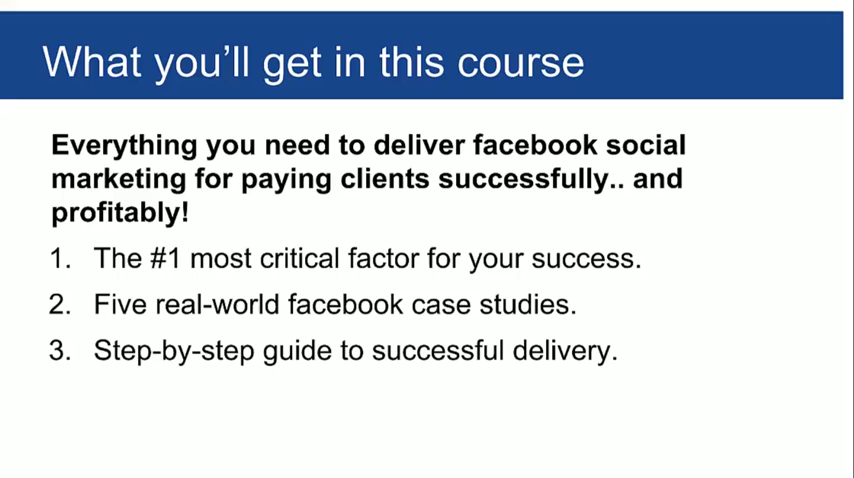 What you'll get in this course
Everything you need to deliver facebook social
marketing for paying clients successfully.. and
profitably!
1. The #1 most critical factor for your success.
2. Five real-world facebook case studies.
3. Step-by-step guide to successful delivery.